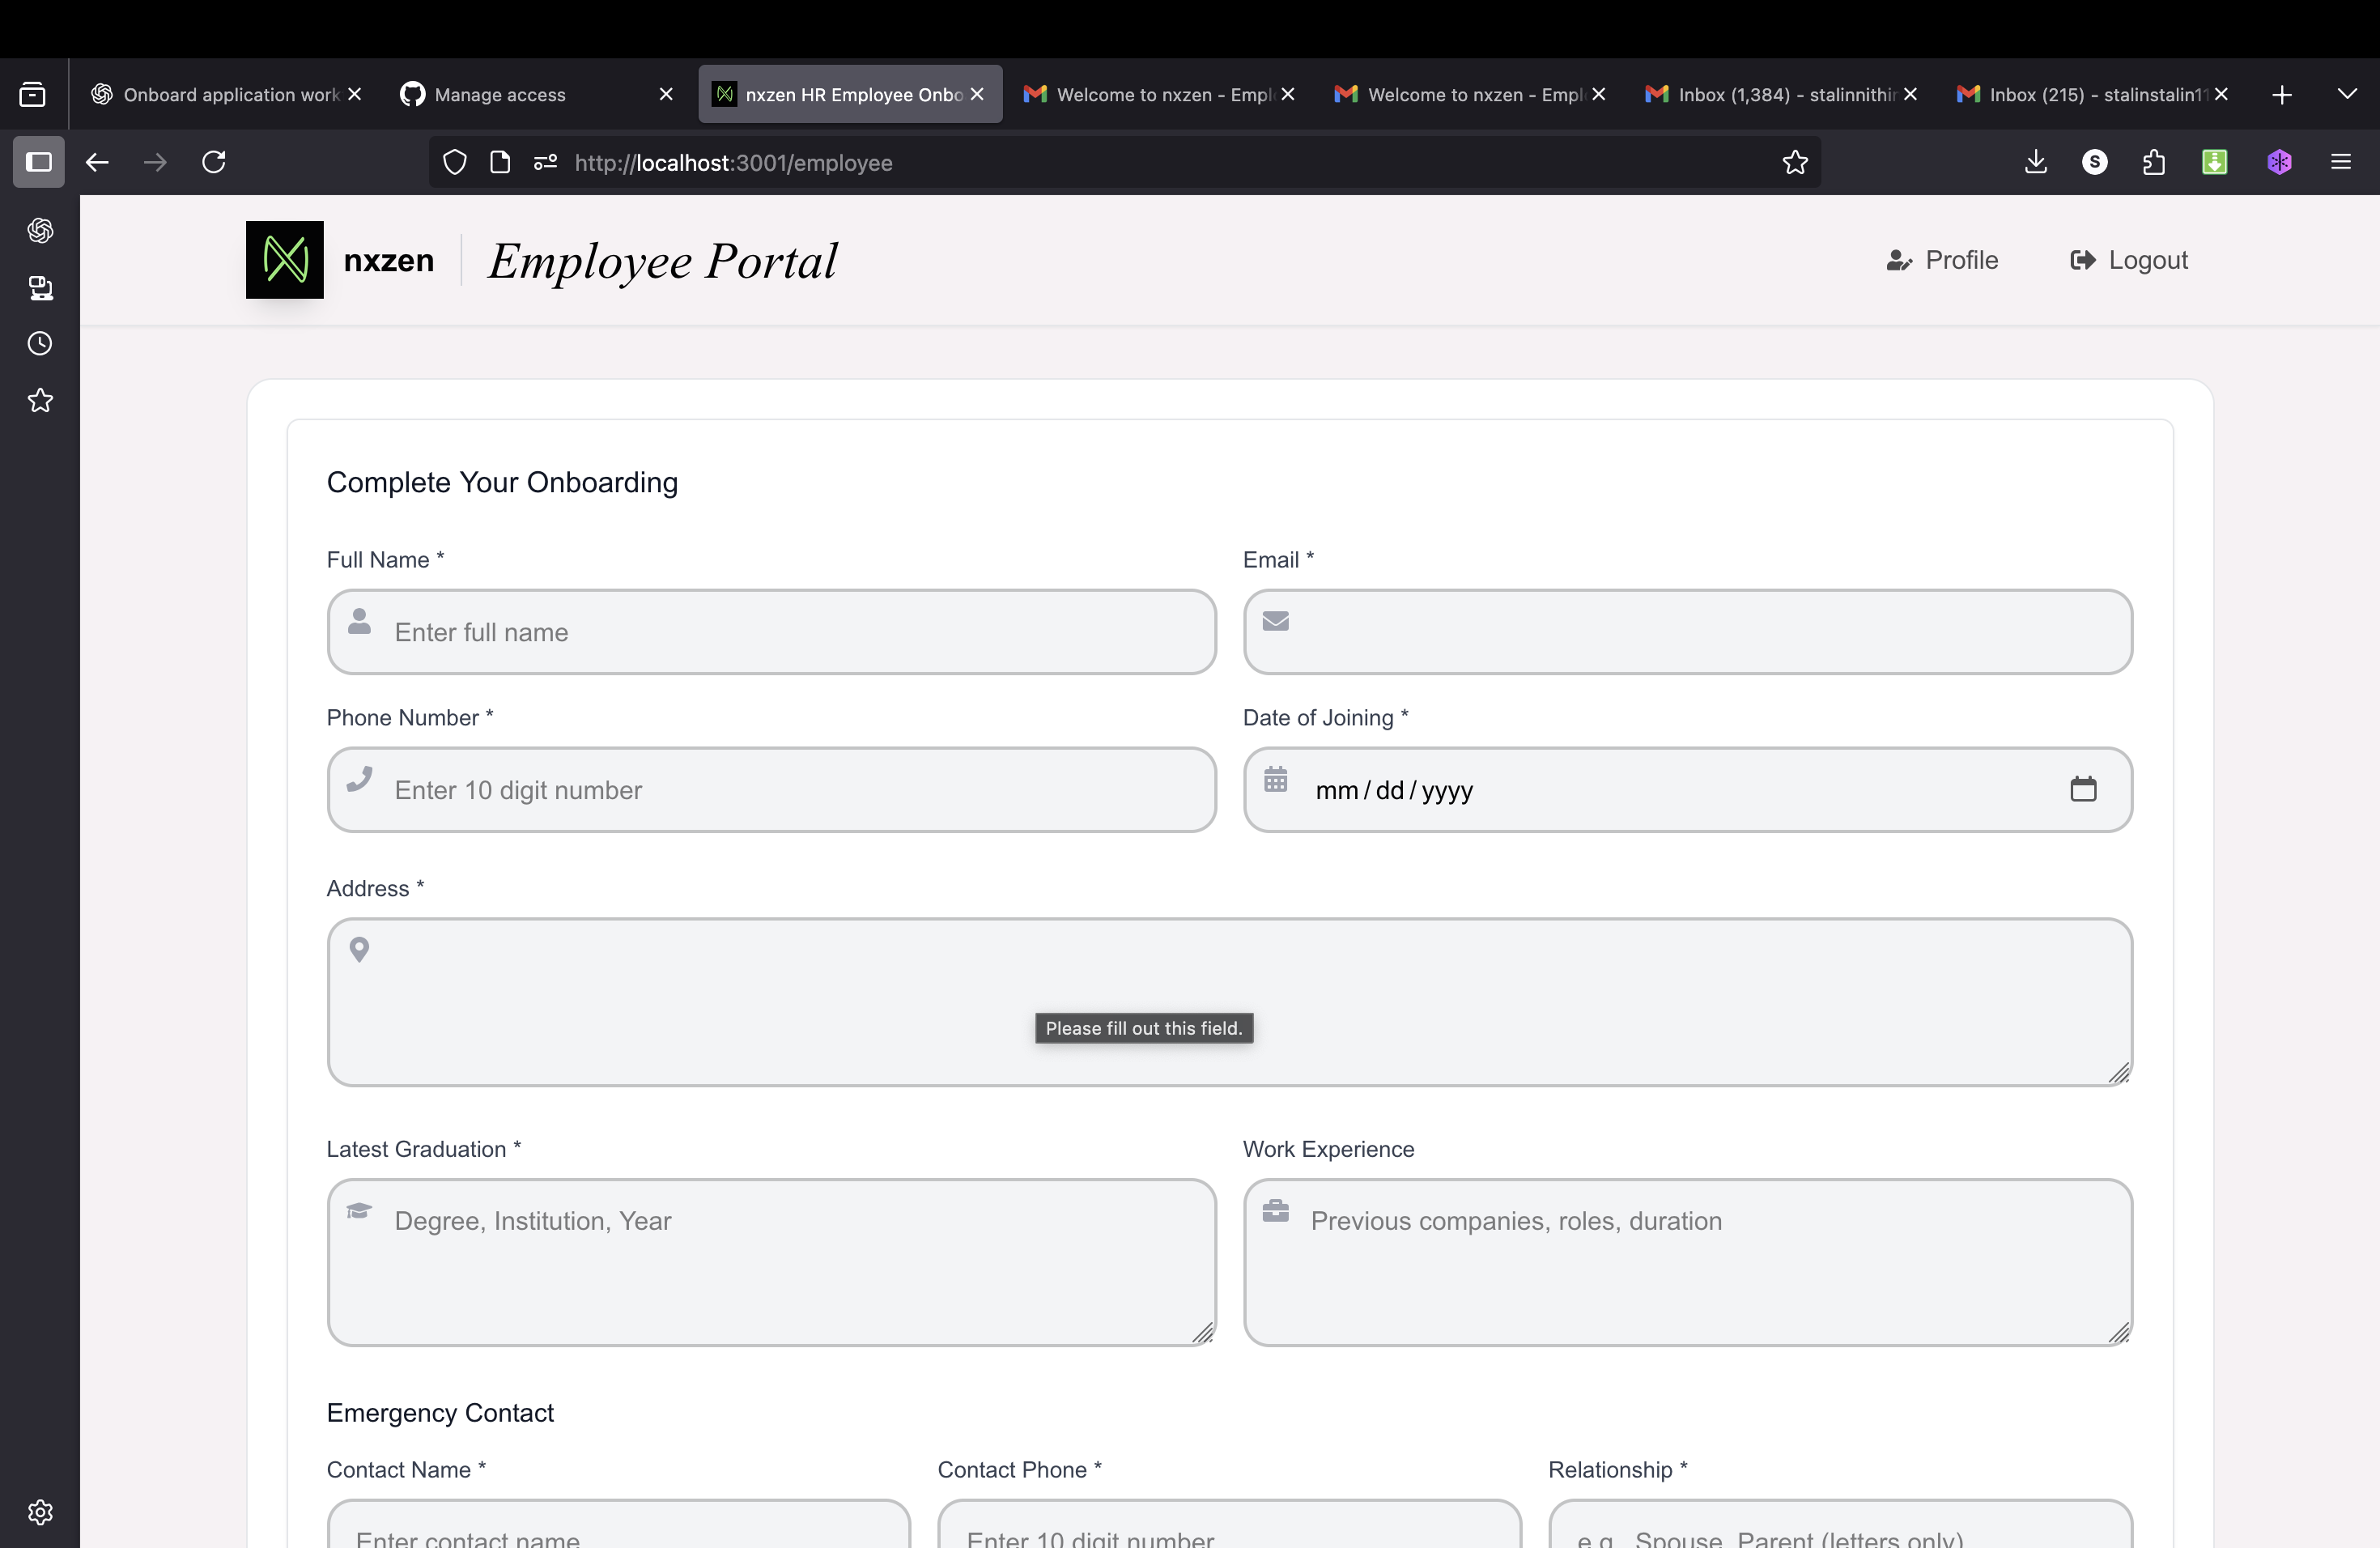 Onboard application work
Manage access
nxzen HR Employee Onbo
Welcome to nxzen - Empl
Welcome to nxzen - Empl
Inbox (1,384) - stalinnithin
Inbox (215) - stalinstalin11
http://localhost:3001/employee
S
nxzen
Employee Portal
Profile
Logout
Complete Your Onboarding
Full Name *
Email *
Enter full name
Phone Number *
Date of Joining *
Enter 10 digit number
mm / dd / yyyy
Address *
Please fill out this field.
Latest Graduation *
Work Experience
Degree, Institution, Year
Previous companies, roles, duration
Emergency Contact
Contact Name *
Contact Phone *
Relationship *
Enter contact name
Enter 10 digit number
e.g., Spouse, Parent (letters only)